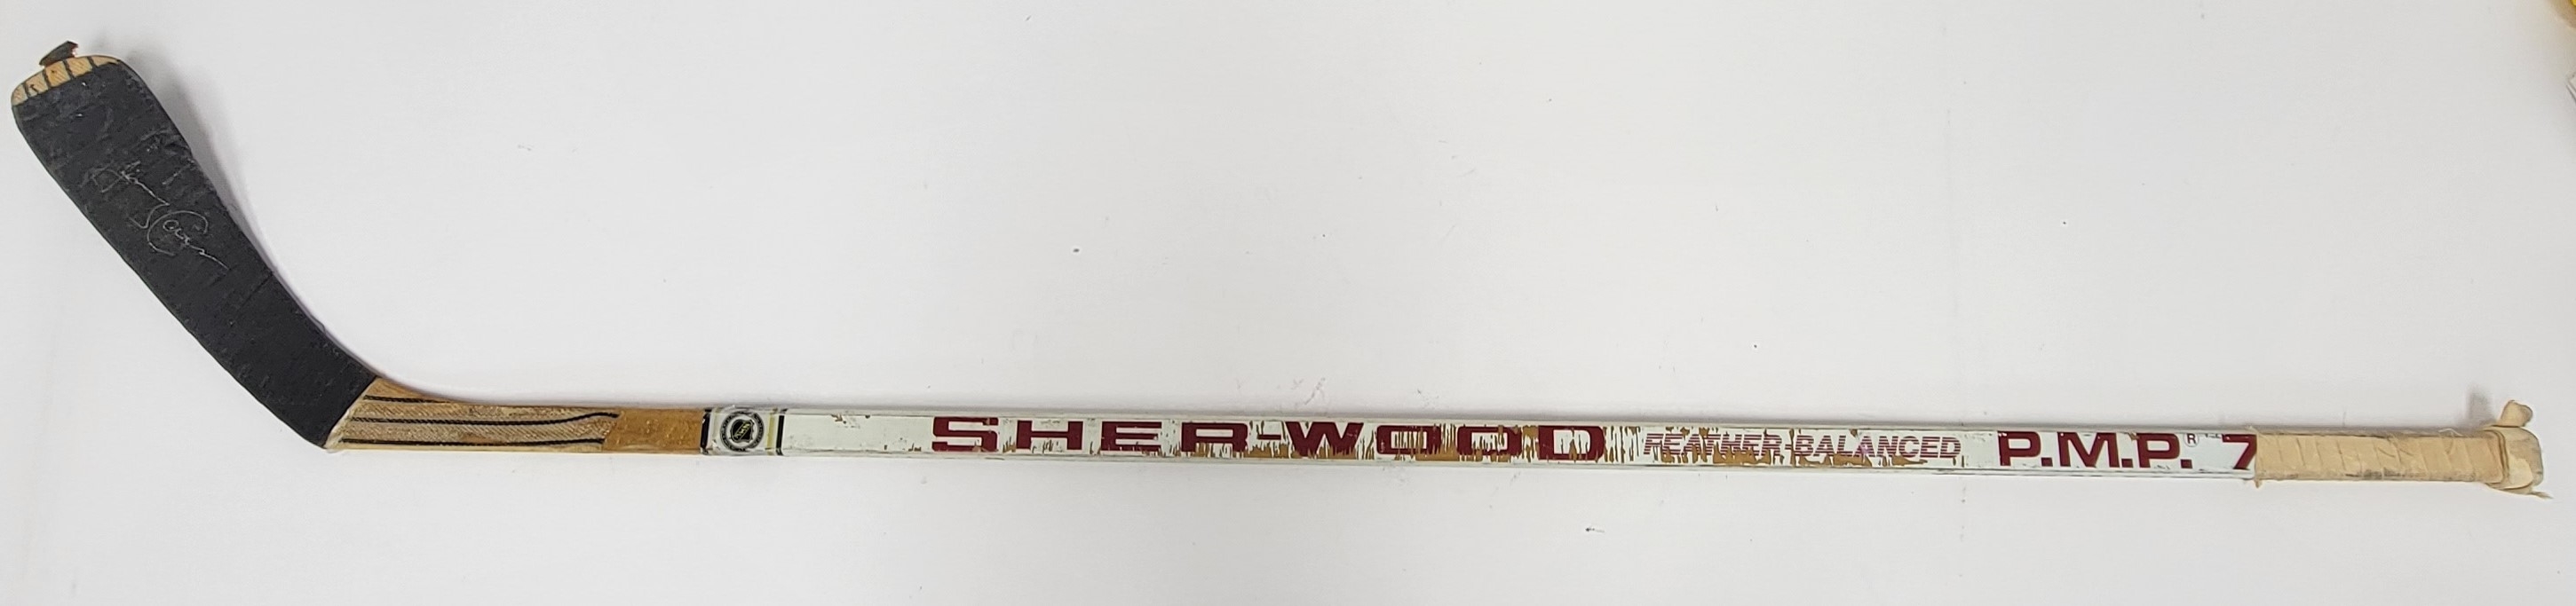 SHER-WOOD FEATHER-BALANCED P.M.P.® 7